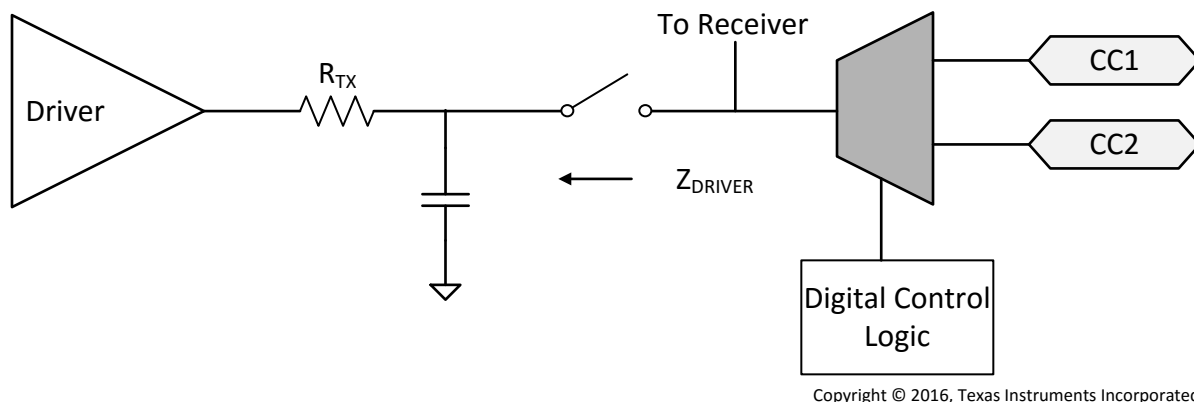 To Receiver
CC1
R_TX
Driver
CC2
Z_DRIVER
Digital Control
Logic
Copyright © 2016, Texas Instruments Incorporated